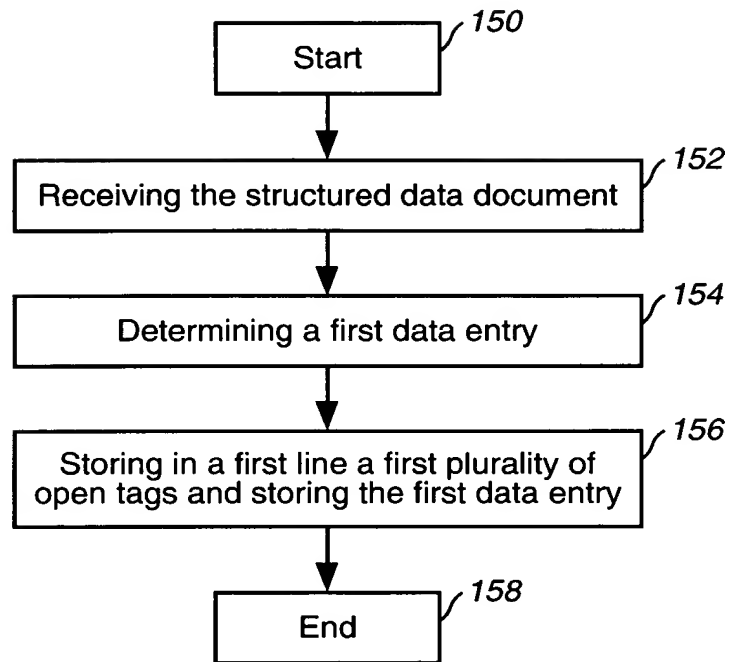 150
Start
152
Receiving the structured data document
154
Determining a first data entry
156
Storing in a first line a first plurality of
open tags and storing the first data entry
158
End